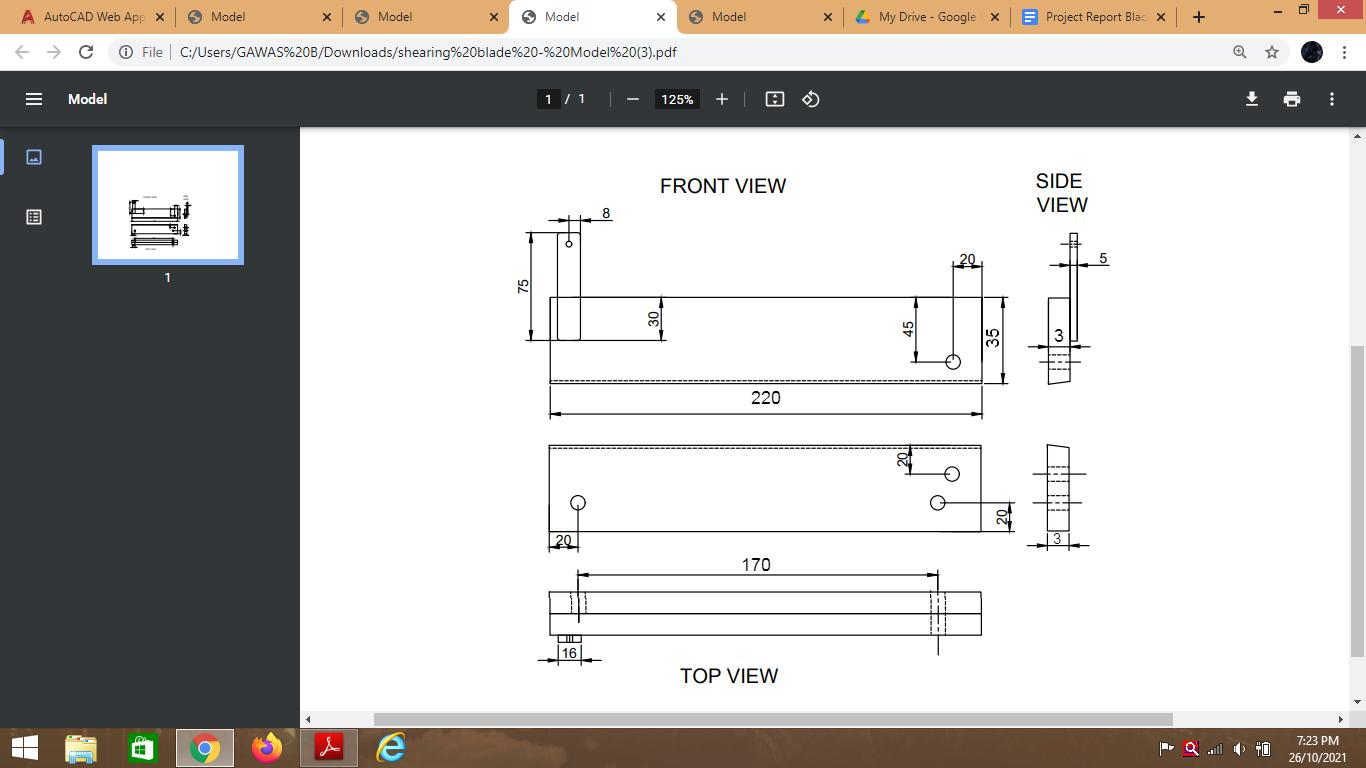 AutoCAD Web App
Model
Model
Model
Model
My Drive - Google
Project Report Blac
File
C:/Users/GAWAS%20B/Downloads/shearing%20blade%20-%20Model%20(3).pdf
Model
1 / 1
125%
1
FRONT VIEW
SIDE
VIEW
8
75
30
20
45
35
220
5
3
20
20
20
3
170
16
TOP VIEW
7:23 PM
26/10/2021